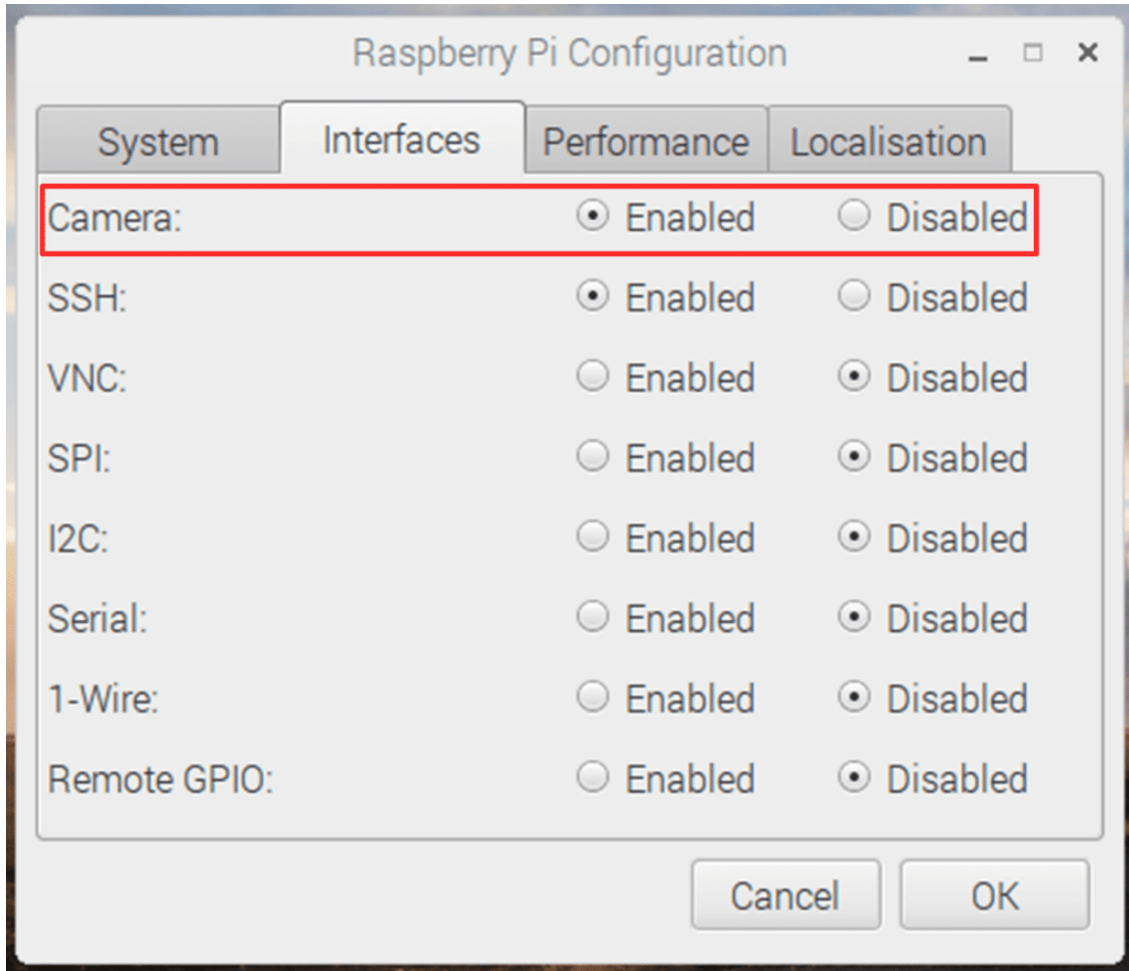 Raspberry Pi Configuration
System Interfaces Performance Localisation
Camera: Enabled Disabled
SSH: Enabled Disabled
VNC: Enabled Disabled
SPI: Enabled Disabled
I2C: Enabled Disabled
Serial: Enabled Disabled
1-Wire: Enabled Disabled
Remote GPIO: Enabled Disabled
Cancel OK